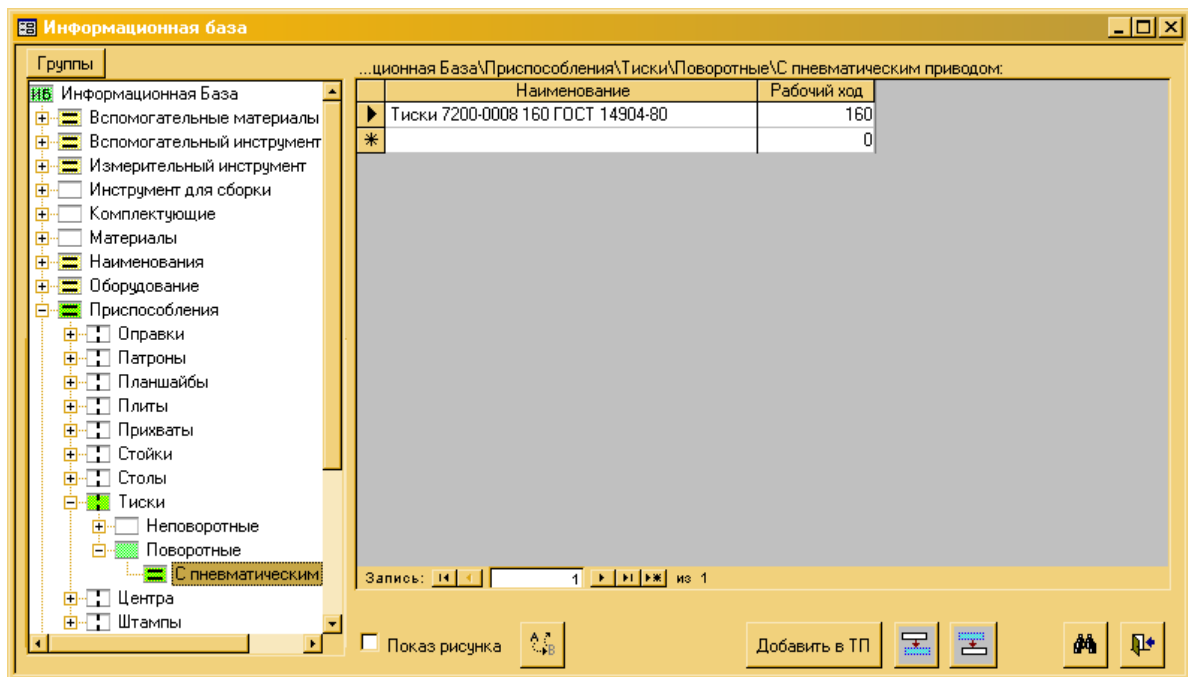 Информационная база
Группы
...ционная База\Приспособления\Тиски\Поворотные\С пневматическим приводом:
ИБ Информационная База
Вспомогательные материалы
Вспомогательный инструмент
Измерительный инструмент
Инструмент для сборки
Комплектующие
Материалы
Наименования
Оборудование
Приспособления
Оправки
Патроны
Планшайбы
Плиты
Прихваты
Стойки
Столы
Тиски
Неповоротные
Поворотные
С пневматическим
Центра
Штампы
Наименование Рабочий ход
Тиски 7200-0008 160 ГОСТ 14904-80 160
0
Запись: 1 из 1
Показ рисунка A B Добавить в ТП